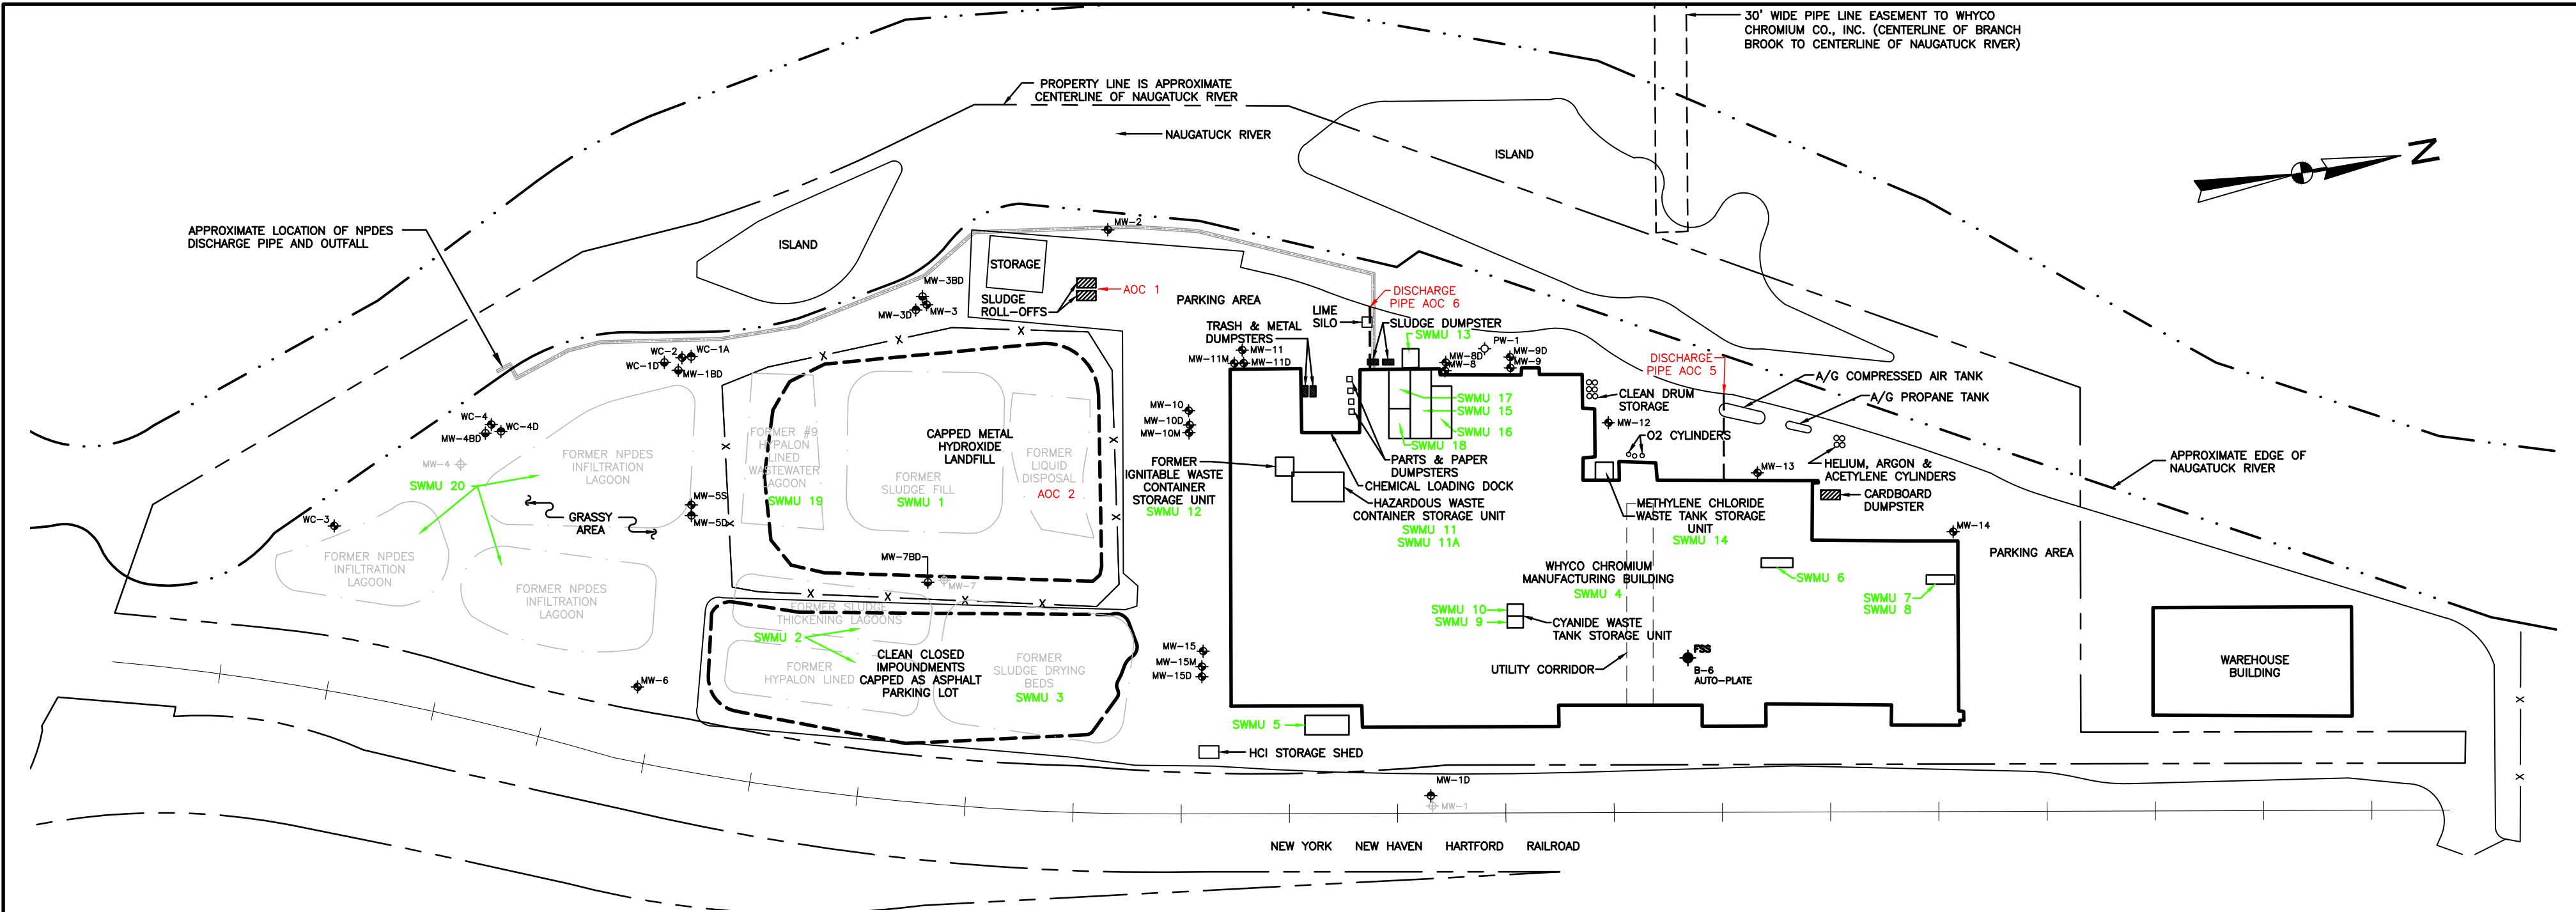 30' WIDE PIPE LINE EASEMENT TO WHYCO
CHROMIUM CO., INC. (CENTERLINE OF BRANCH
BROOK TO CENTERLINE OF NAUGATUCK RIVER)
PROPERTY LINE IS APPROXIMATE
CENTERLINE OF NAUGATUCK RIVER
NAUGATUCK RIVER
ISLAND
N
APPROXIMATE LOCATION OF NPDES
DISCHARGE PIPE AND OUTFALL
ISLAND
MW-2
STORAGE
MW-3BD
MW-3
MW-3D
SLUDGE
ROLL-OFFS
AOC 1
PARKING AREA
DISCHARGE
PIPE AOC 6
LIME
SILO
SLUDGE DUMPSTER
SWMU 13
TRASH & METAL
DUMPSTERS
MW-11
MW-11M
MW-11D
PW-1
MW-8D
MW-8
MW-9D
MW-9
DISCHARGE
PIPE AOC 5
A/G COMPRESSED AIR TANK
A/G PROPANE TANK
WC-2
WC-1A
WC-1D
MW-1BD
WC-4
WC-4D
MW-4BD
MW-4
FORMER NPDES
INFILTRATION
LAGOON
SWMU 20
GRASSY
AREA
WC-3
FORMER NPDES
INFILTRATION
LAGOON
FORMER NPDES
INFILTRATION
LAGOON
MW-5S
MW-5D
FORMER #9
HYPALON
LINED
WASTEWATER
LAGOON
SWMU 19
CAPPED METAL
HYDROXIDE
LANDFILL
FORMER
SLUDGE FILL
SWMU 1
FORMER
LIQUID
DISPOSAL
AOC 2
MW-10
MW-10D
MW-10M
FORMER
IGNITABLE WASTE
CONTAINER
STORAGE UNIT
SWMU 12
SWMU 17
SWMU 15
SWMU 16
SWMU 18
PARTS & PAPER
DUMPSTERS
CHEMICAL LOADING DOCK
HAZARDOUS WASTE
CONTAINER STORAGE UNIT
SWMU 11
SWMU 11A
CLEAN DRUM
STORAGE
MW-12
O2 CYLINDERS
METHYLENE CHLORIDE
WASTE TANK STORAGE
UNIT
SWMU 14
MW-13
HELIUM, ARGON &
ACETYLENE CYLINDERS
CARDBOARD
DUMPSTER
APPROXIMATE EDGE OF
NAUGATUCK RIVER
MW-14
PARKING AREA
MW-7BD
MW-7
FORMER SLUDGE
THICKENING LAGOONS
SWMU 2
FORMER
HYPALON LINED
CLEAN CLOSED
IMPOUNDMENTS
CAPPED AS ASPHALT
PARKING LOT
FORMER
SLUDGE DRYING
BEDS
SWMU 3
MW-6
MW-15
MW-15M
MW-15D
WHYCO CHROMIUM
MANUFACTURING BUILDING
SWMU 4
SWMU 6
SWMU 7
SWMU 8
SWMU 10
SWMU 9
CYANIDE WASTE
TANK STORAGE UNIT
UTILITY CORRIDOR
FSS
B-6
AUTO-PLATE
WAREHOUSE
BUILDING
SWMU 5
HCl STORAGE SHED
MW-1D
MW-1
NEW YORK NEW HAVEN HARTFORD RAILROAD